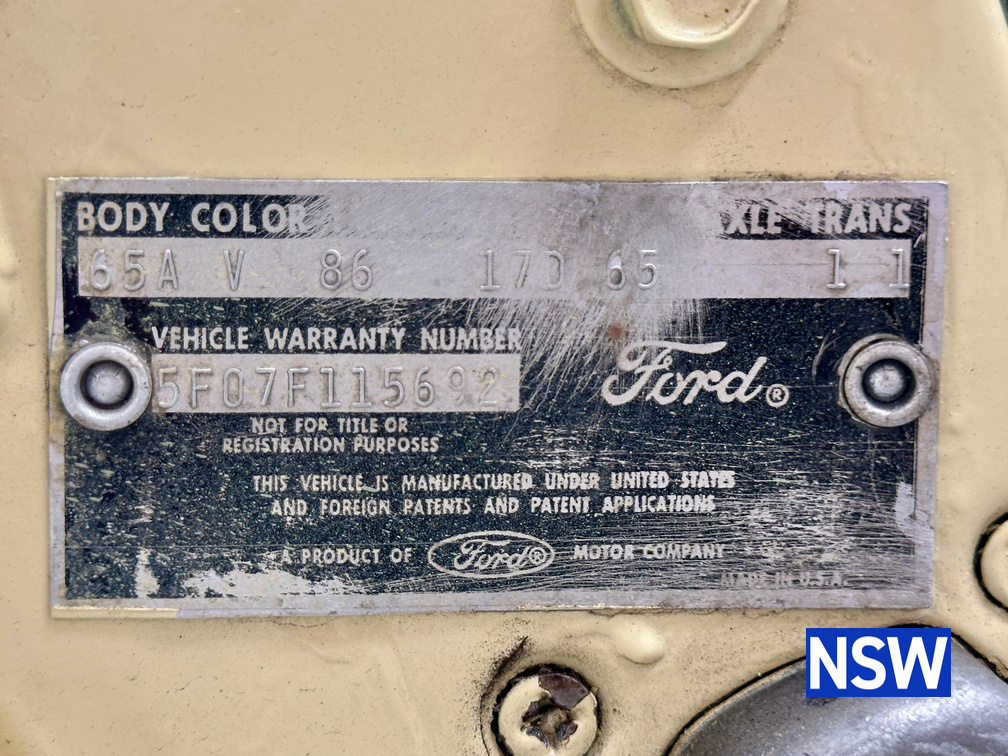 BODY COLOR XLE TRANS
65A V 86 17D 65 1 1
VEHICLE WARRANTY NUMBER
5F07F115692
Ford®
NOT FOR TITLE OR
REGISTRATION PURPOSES
THIS VEHICLE IS MANUFACTURED UNDER UNITED STATES
AND FOREIGN PATENTS AND PATENT APPLICATIONS
A PRODUCT OF Ford® MOTOR COMPANY
MADE IN U.S.A.
NSW